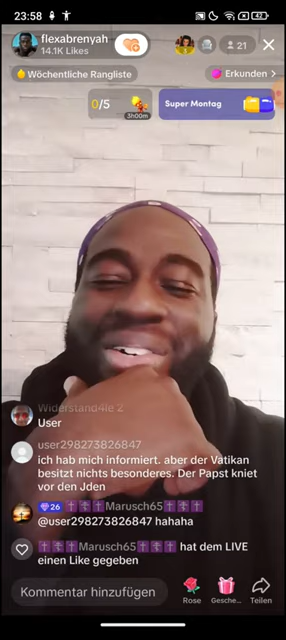 23:58
42
flexabrenyah
14.1K Likes
21
Wöchentliche Rangliste
Erkunden
0/5
3h00m
Super Montag
Widerstand4le 2
User
user298273826847
ich hab mich informiert. aber der Vatikan
besitzt nichts besonderes. Der Papst kniet
vor den Jden
26 ✝️✝️✝️Marusch65✝️✝️✝️
@user298273826847 hahaha
✝️✝️✝️Marusch65✝️✝️✝️ hat dem LIVE
einen Like gegeben
Kommentar hinzufügen
Rose
Gesche...
Teilen